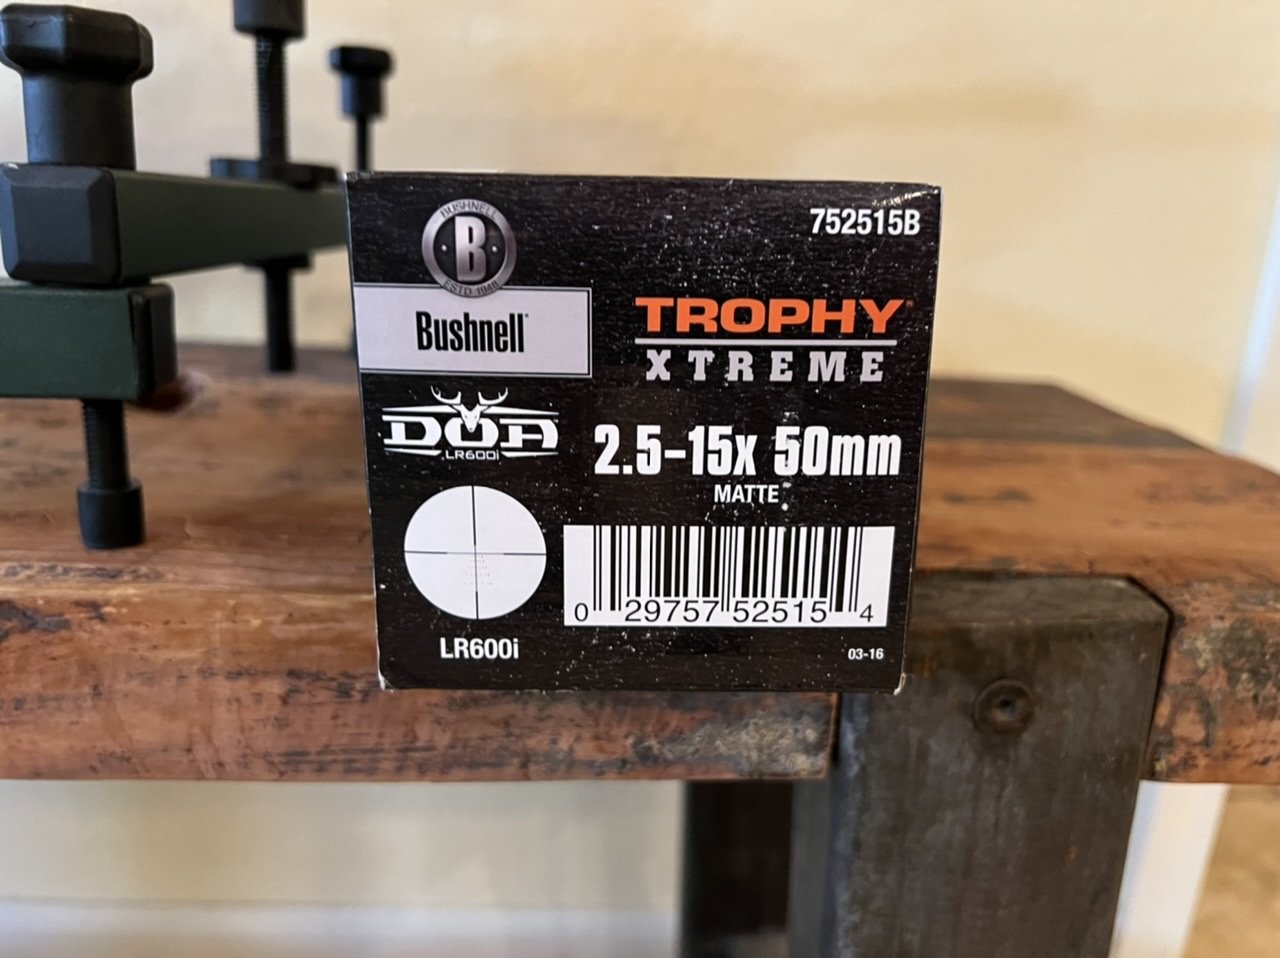 BUSHNELL
B
ESTD 1948
Bushnell
752515B
TROPHY
XTREME
DOA
LR600i
2.5-15x 50mm
MATTE
0 29757 52515 4
LR600i
03-16